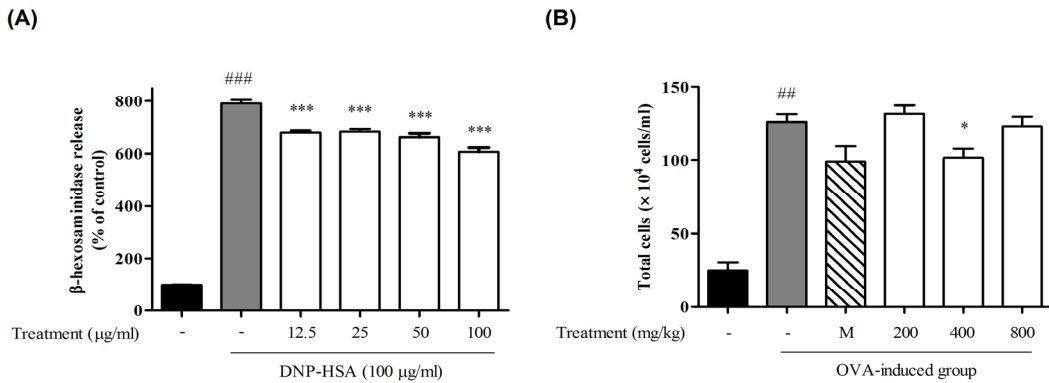 (A)
###
***
***
***
***
800
600
400
200
0
β-hexosaminidase release
(% of control)
Treatment (μg/ml) - - 12.5 25 50 100
DNP-HSA (100 μg/ml)
(B)
##
*
150
100
50
0
Total cells (× 10⁴ cells/ml)
Treatment (mg/kg) - - M 200 400 800
OVA-induced group